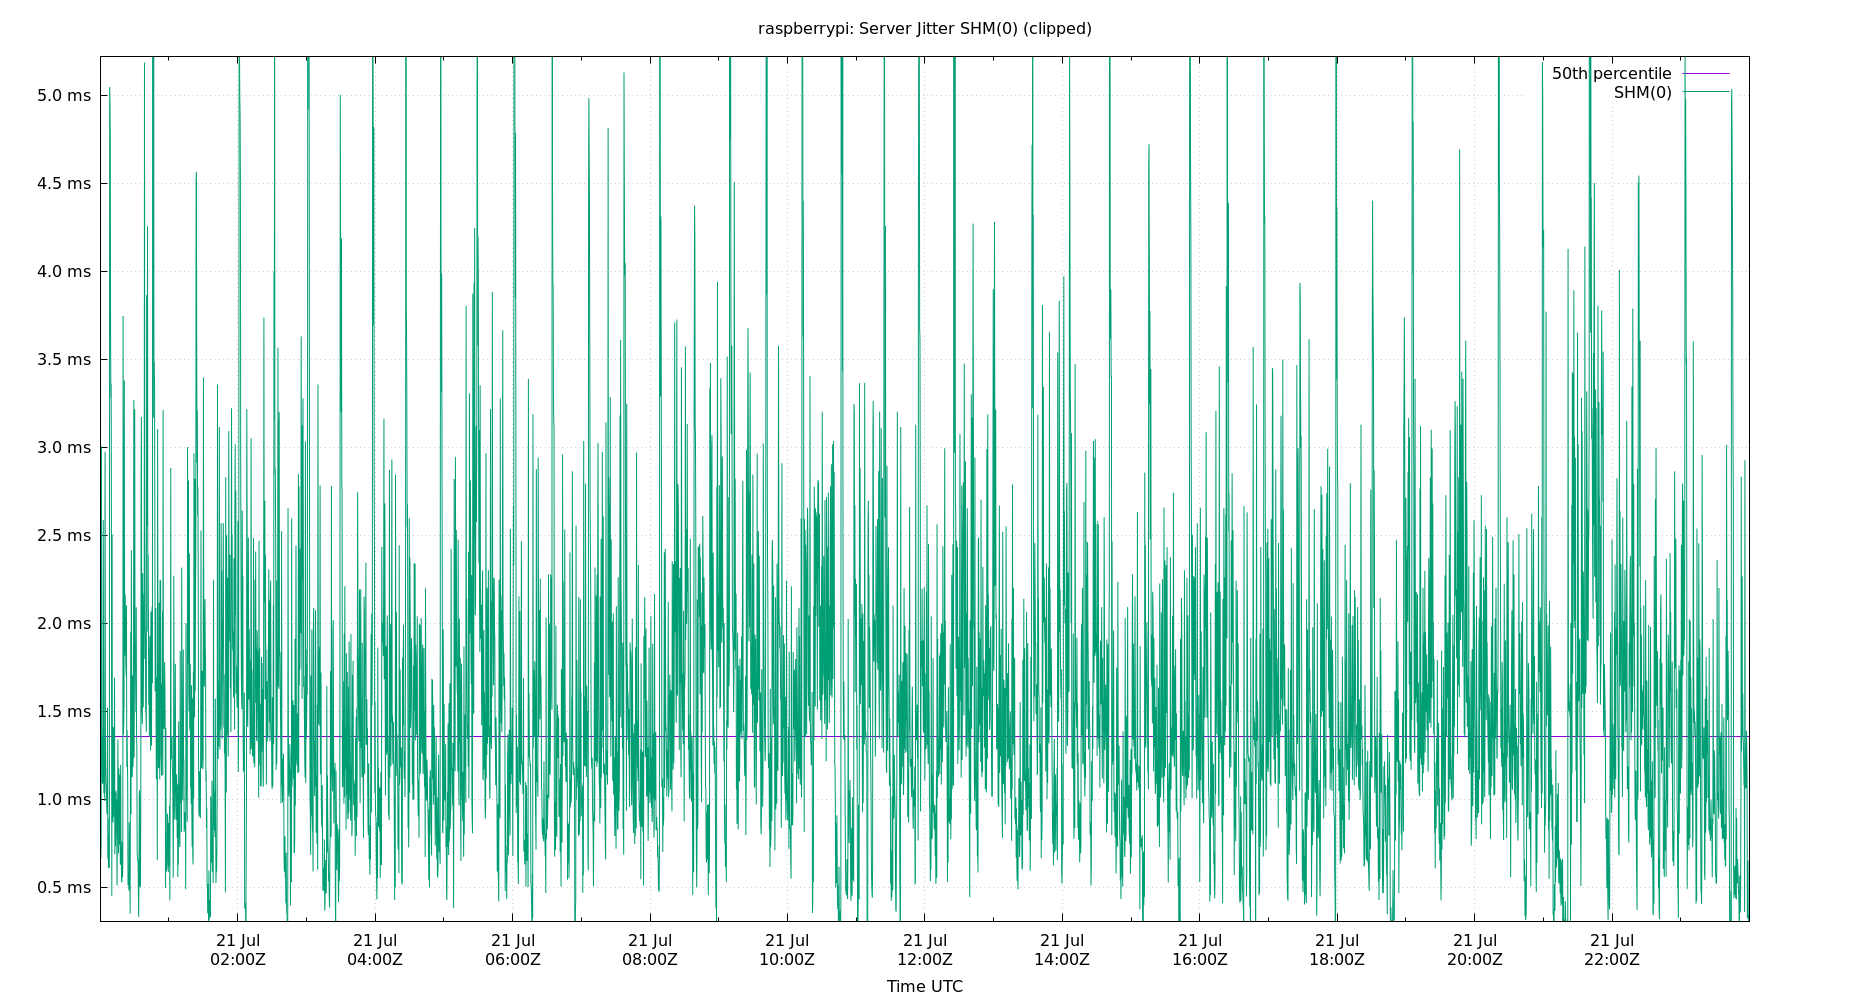 raspberrypi: Server Jitter SHM(0) (clipped)
50th percentile
SHM(0)
5.0 ms
4.5 ms
4.0 ms
3.5 ms
3.0 ms
2.5 ms
2.0 ms
1.5 ms
1.0 ms
0.5 ms
21 Jul 21 Jul 21 Jul 21 Jul 21 Jul 21 Jul 21 Jul 21 Jul 21 Jul 21 Jul 21 Jul
02:00Z 04:00Z 06:00Z 08:00Z 10:00Z 12:00Z 14:00Z 16:00Z 18:00Z 20:00Z 22:00Z
Time UTC